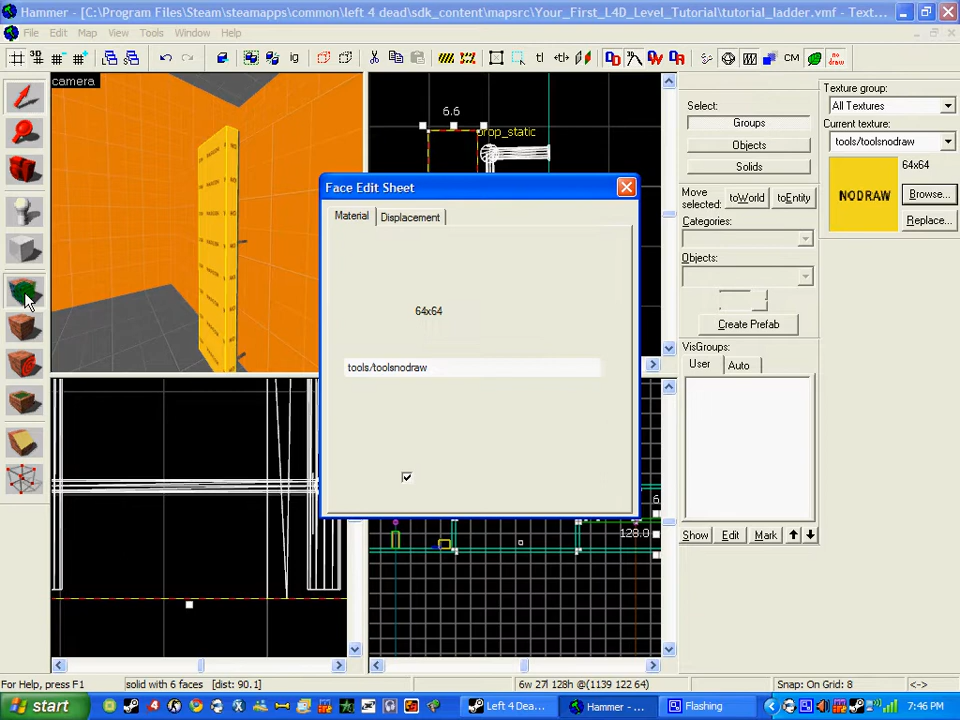 Hammer - [C:\Program Files\Steam\steamapps\common\left 4 dead\sdk_content\mapsrc\Your_First_L4D_Level_Tutorial\tutorial_ladder.vmf - Text...
File Edit Map View Tools Window Help
camera
6.6
prop_static
Select:
Groups
Objects
Solids
Move selected:
toWorld
toEntity
Categories:
Objects:
Create Prefab
VisGroups:
User
Auto
Show
Edit
Mark
Texture group:
All Textures
Current texture:
tools/toolsnodraw
64x64
NODRAW
Browse...
Replace...
Face Edit Sheet
Material
Displacement
64x64
tools/toolsnodraw
128.0
For Help, press F1
solid with 6 faces [dist: 90.1]
6w 27l 128h @(1139 122 64)
Snap: On Grid: 8
<->
start
Left 4 Dea...
Hammer - ...
Flashing
7:46 PM